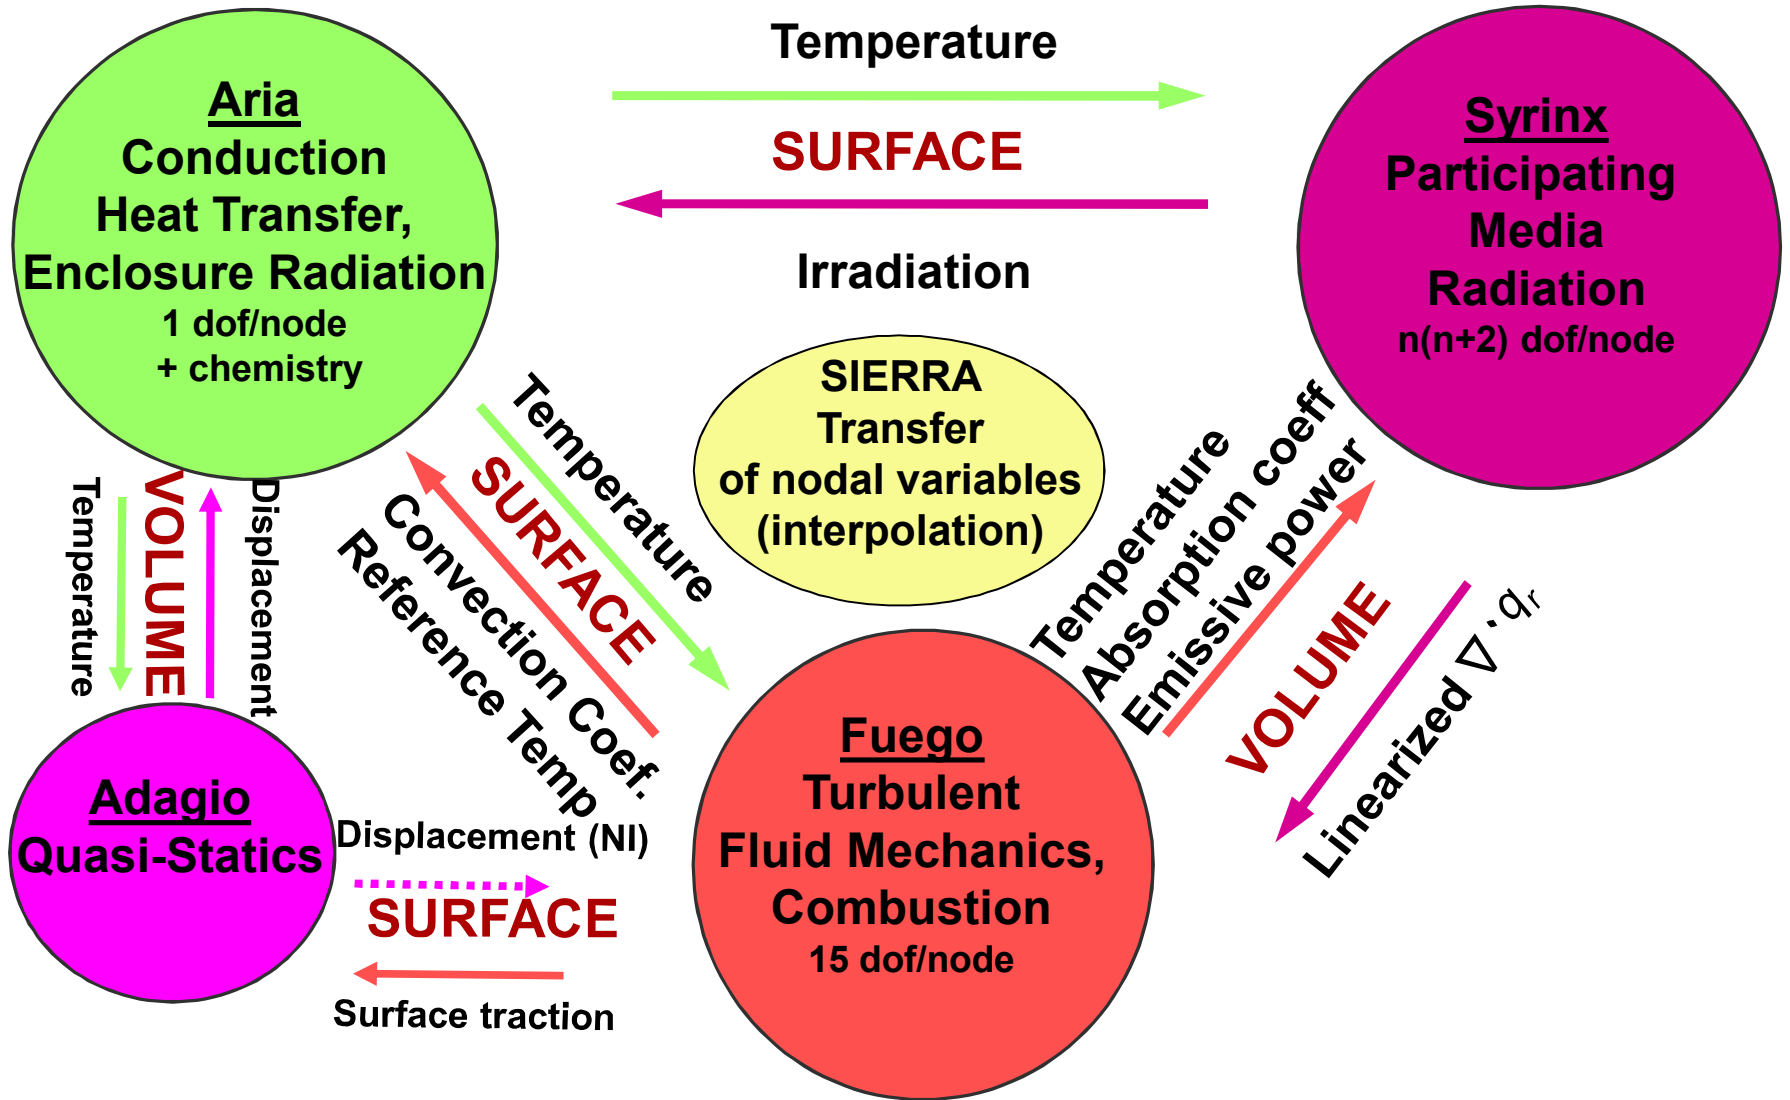 Temperature
SURFACE
Irradiation
Aria
Conduction
Heat Transfer,
Enclosure Radiation
1 dof/node
+ chemistry
Syrinx
Participating
Media
Radiation
n(n+2) dof/node
SIERRA
Transfer
of nodal variables
(interpolation)
Temperature
VOLUME
Displacement
Temperature
SURFACE
Convection Coef.
Reference Temp
Temperature
Absorption coeff
Emissive power
VOLUME
Linearized ∇·qᵣ
Adagio
Quasi-Statics
Displacement (NI)
SURFACE
Surface traction
Fuego
Turbulent
Fluid Mechanics,
Combustion
15 dof/node